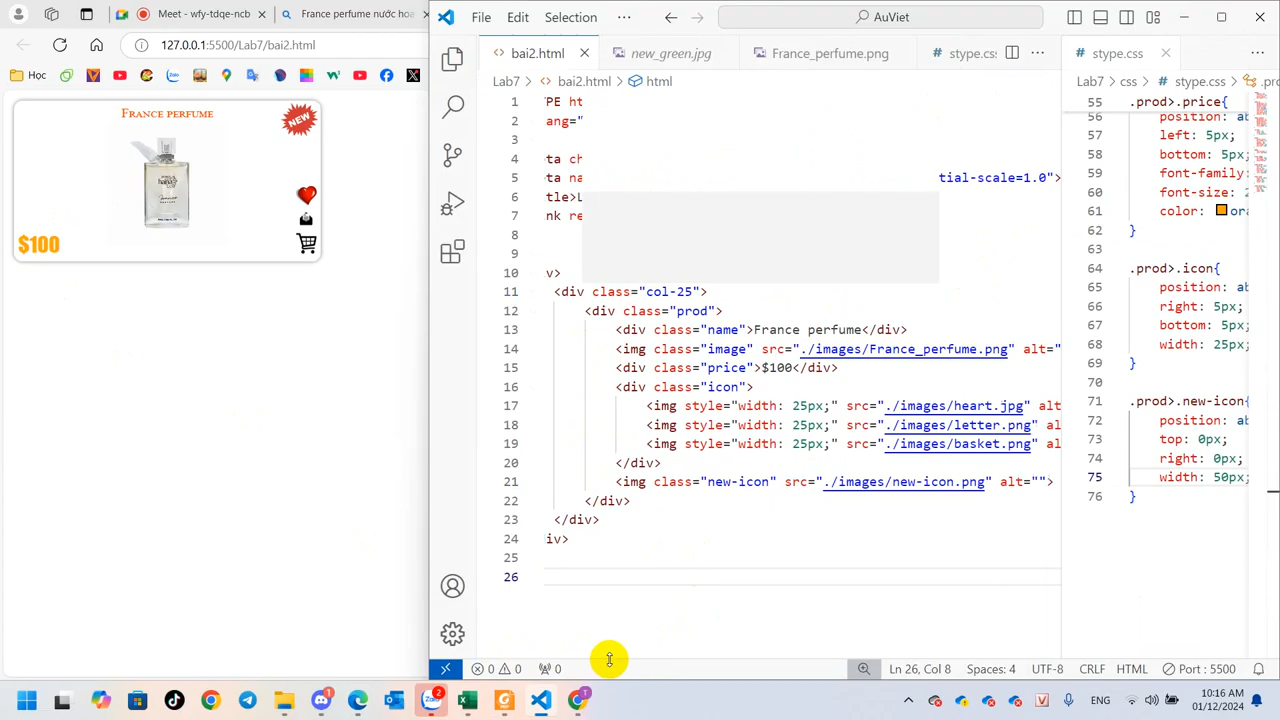 Meet - wfy-tdqe-ncb
France perfume nước hoa
File Edit Selection
AuViet
127.0.0.1:5500/Lab7/bai2.html
bai2.html
new_green.jpg
France_perfume.png
stype.css
stype.css
Học
Lab7 > bai2.html > html
Lab7 > css > stype.css >
FRANCE PERFUME
NEW
$100
1 PE ht
2 ang="
3
4 ta ch
5 ta na tial-scale=1.0">
6 tle>L
7 nk re
8
9
10 v>
11 <div class="col-25">
12 <div class="prod">
13 <div class="name">France perfume</div>
14 <img class="image" src="./images/France_perfume.png" alt="
15 <div class="price">$100</div>
16 <div class="icon">
17 <img style="width: 25px;" src="./images/heart.jpg" alt
18 <img style="width: 25px;" src="./images/letter.png" alt
19 <img style="width: 25px;" src="./images/basket.png" al
20 </div>
21 <img class="new-icon" src="./images/new-icon.png" alt="">
22 </div>
23 </div>
24 iv>
25
26
55 .prod>.price{
56 position: ab
57 left: 5px;
58 bottom: 5px;
59 font-family:
60 font-size: 2
61 color: ora
62 }
63
64 .prod>.icon{
65 position: ab
66 right: 5px;
67 bottom: 5px;
68 width: 25px;
69 }
70
71 .prod>.new-icon{
72 position: ab
73 top: 0px;
74 right: 0px;
75 width: 50px;
76 }
0 0 0
Ln 26, Col 8 Spaces: 4 UTF-8 CRLF HTML Port : 5500
2
ENG
10:16 AM
01/12/2024